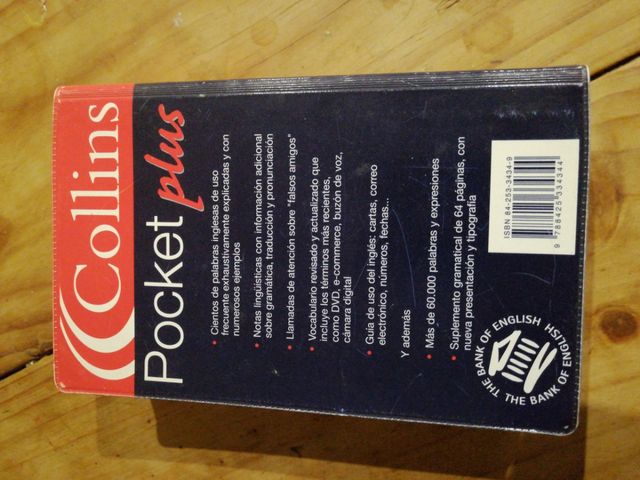 Collins
Pocket plus
• Cientos de palabras inglesas de uso
frecuente exhaustivamente explicadas y con
numerosos ejemplos
• Notas lingüísticas con información adicional
sobre gramática, traducción y pronunciación
• Llamadas de atención sobre "falsos amigos"
• Vocabulario revisado y actualizado que
incluye los términos más recientes,
como DVD, e-commerce, buzón de voz,
cámara digital
• Guía de uso del inglés: cartas, correo
electrónico, números, fechas...
Y además
• Más de 60.000 palabras y expresiones
• Suplemento gramatical de 64 páginas, con
nueva presentación y tipografía
THE BANK OF ENGLISH
THE BANK OF ENGLISH
ISBN 84-253-3434-9
9 788425 334344